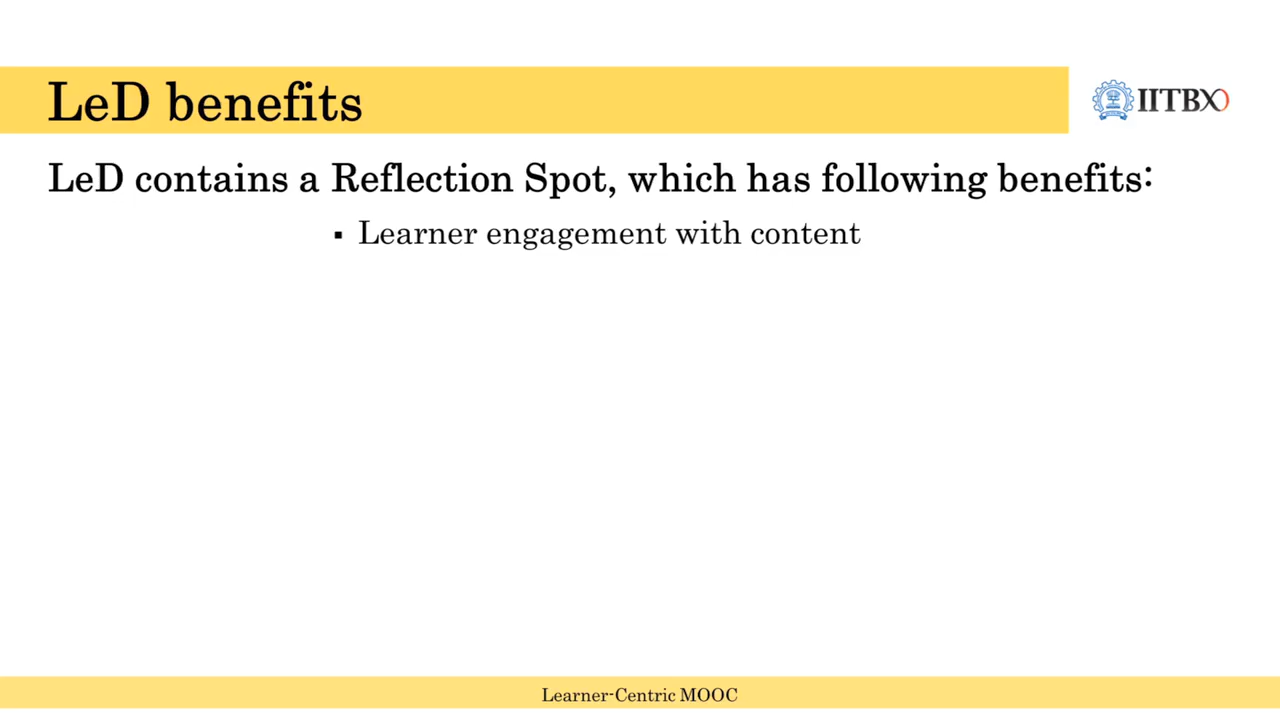 LeD benefits
IITBX
LeD contains a Reflection Spot, which has following benefits:
▪ Learner engagement with content
Learner-Centric MOOC